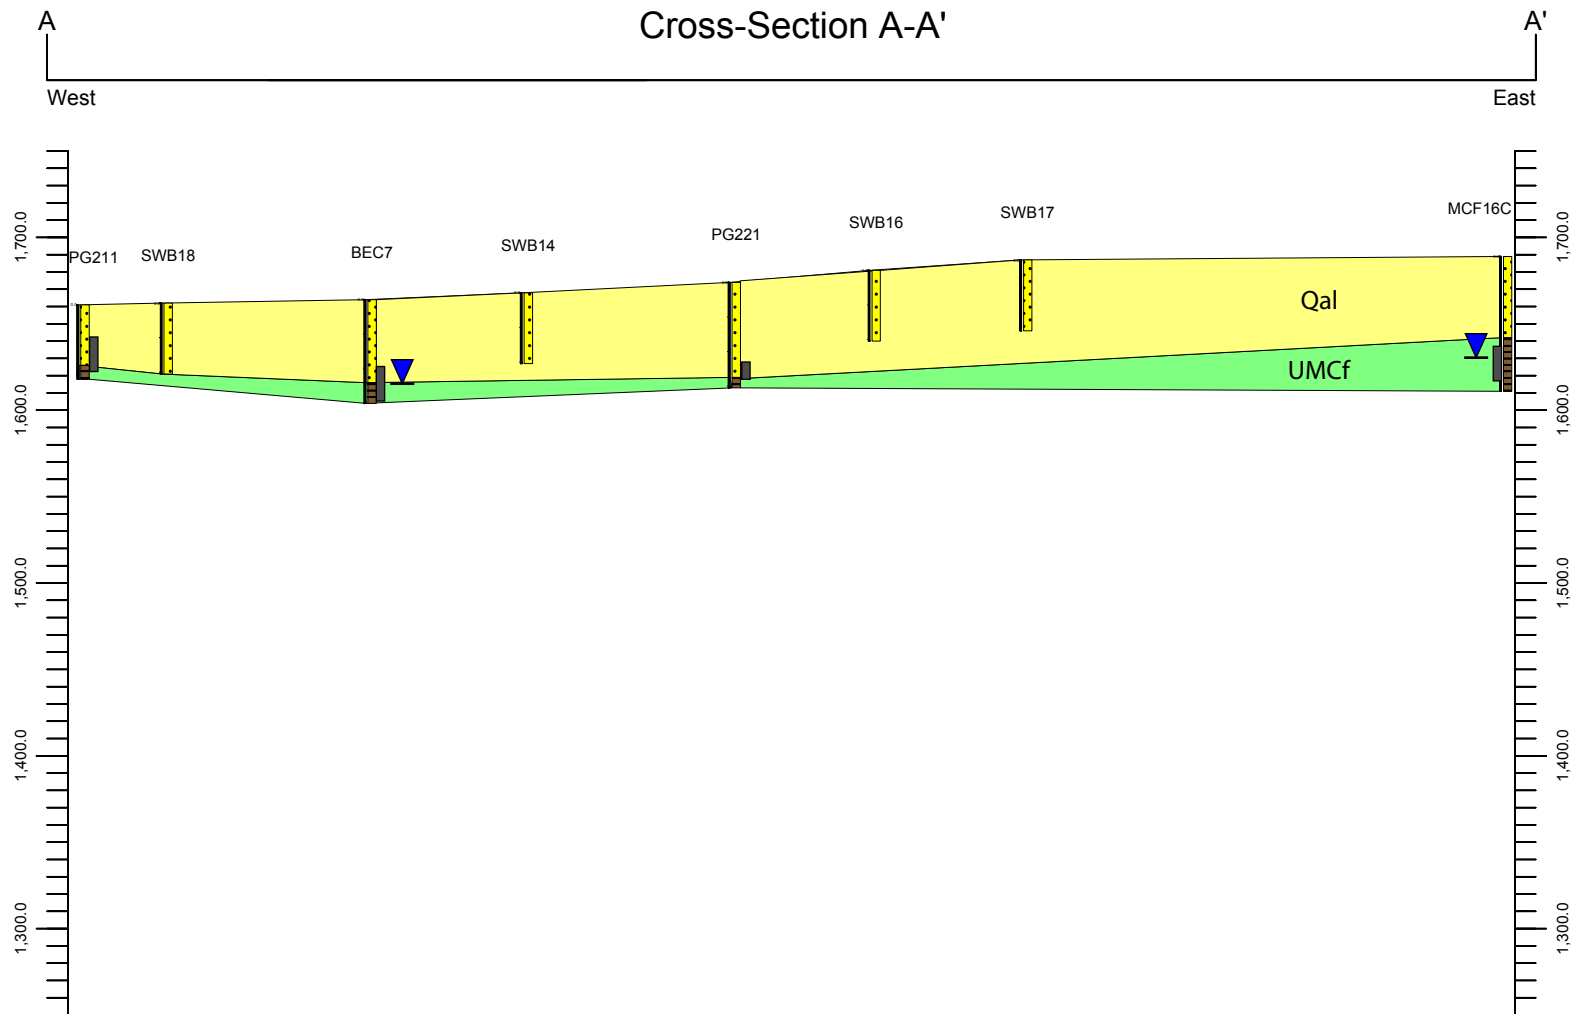 A
Cross-Section A-A'
A'
West
East
PG211
SWB18
BEC7
SWB14
PG221
SWB16
SWB17
MCF16C
1,700.0
1,700.0
Qal
UMCf
1,600.0
1,600.0
1,500.0
1,500.0
1,400.0
1,400.0
1,300.0
1,300.0